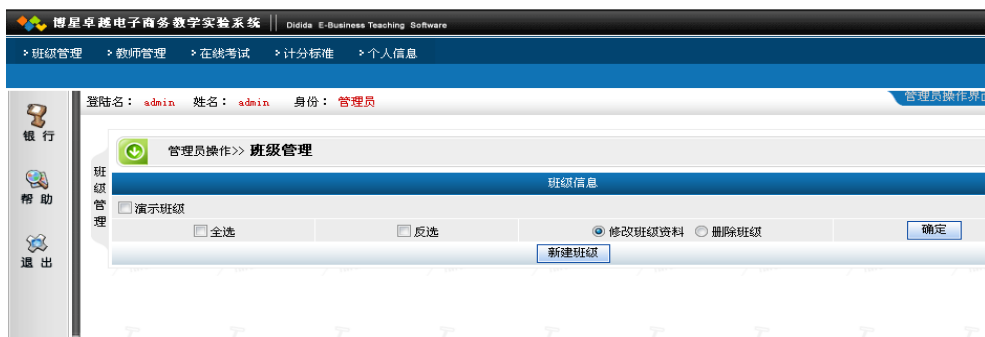 博星卓越电子商务教学实验系统 || Didida E-Business Teaching Software
>班级管理 >教师管理 >在线考试 >计分标准 >个人信息
登陆名： admin 姓名： admin 身份： 管理员
管理员操作界面
银 行
帮 助
退 出
班级管理
管理员操作>> 班级管理
班级信息
演示班级
全选 反选 修改班级资料 删除班级 确定
新建班级